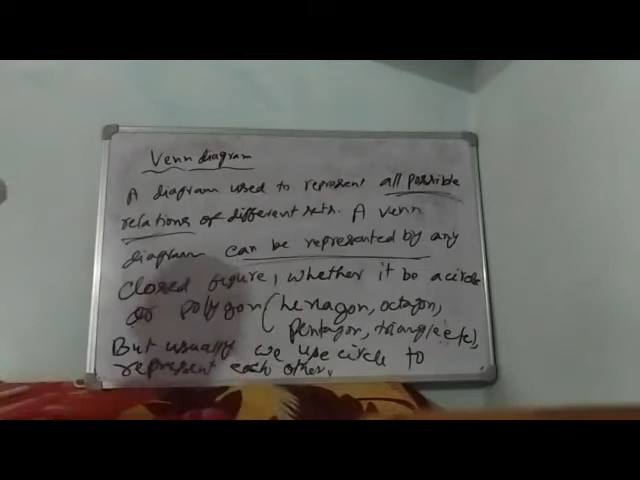 Venn diagram
A diagram used to represent all possible
relations of different sets. A venn
diagram can be represented by any
closed figure, whether it be a circle
or polygon (hexagon, octagon,
pentagon, triangle etc),
But usually we use circle to
represent each other.